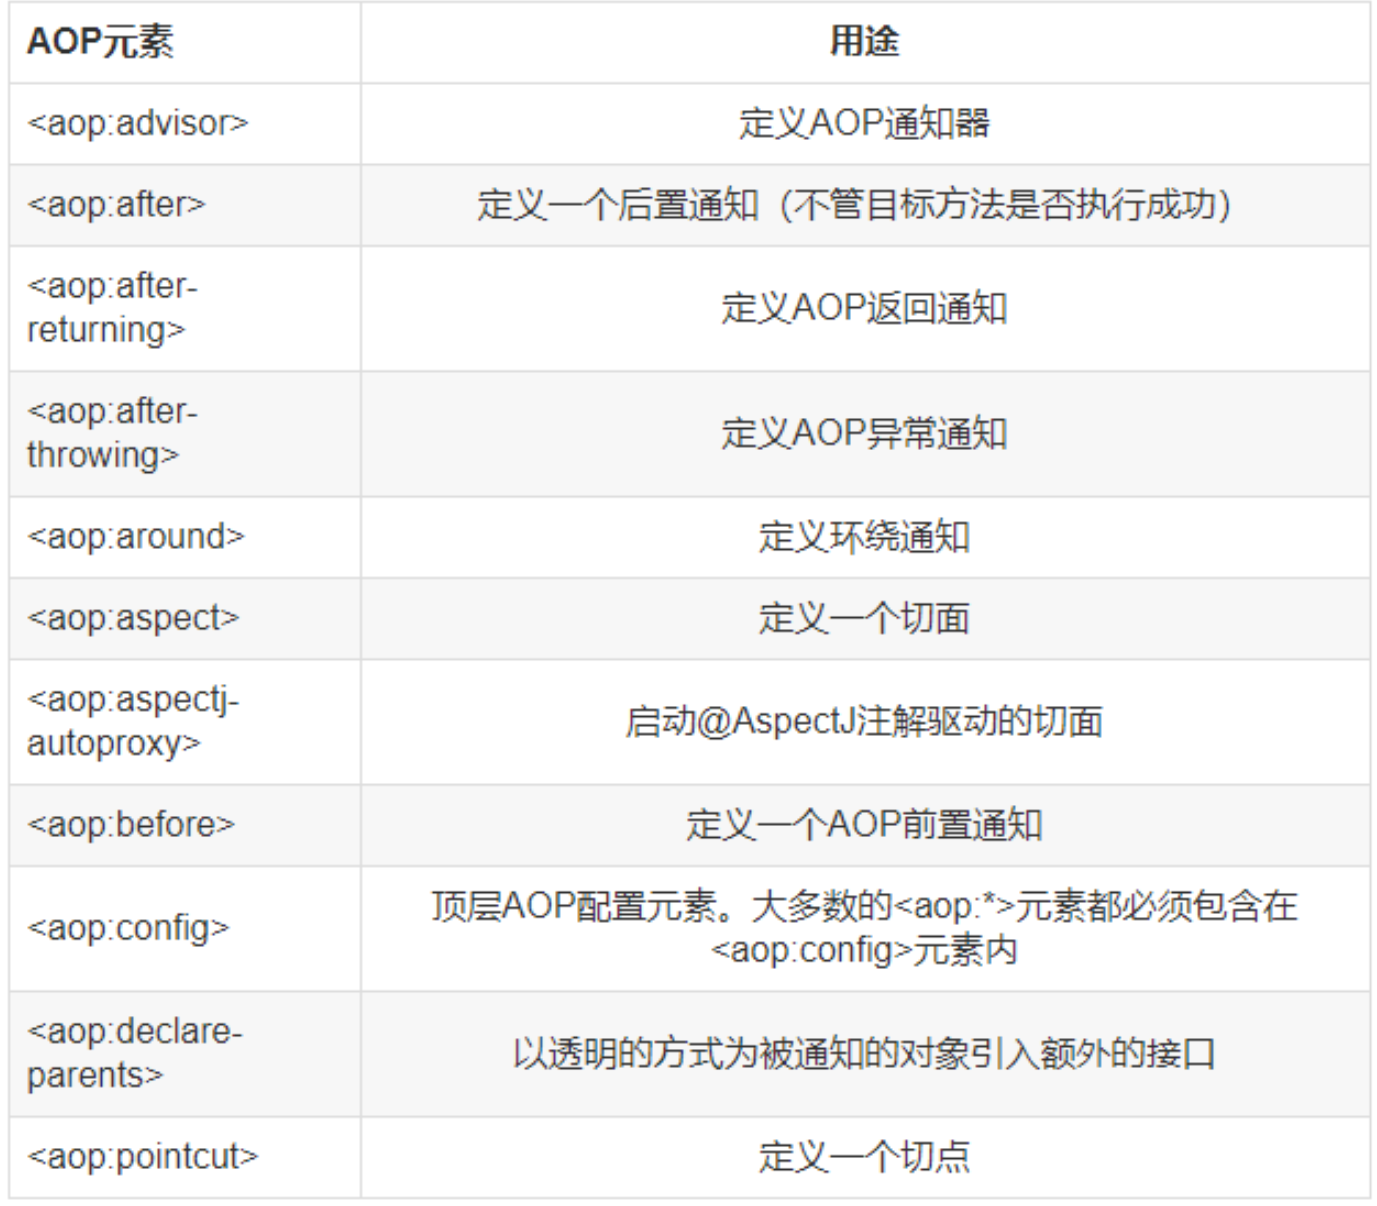 AOP元素
用途
<aop:advisor>
定义AOP通知器
<aop:after>
定义一个后置通知（不管目标方法是否执行成功）
<aop:after-
returning>
定义AOP返回通知
<aop:after-
throwing>
定义AOP异常通知
<aop:around>
定义环绕通知
<aop:aspect>
定义一个切面
<aop:aspectj-
autoproxy>
启动@AspectJ注解驱动的切面
<aop:before>
定义一个AOP前置通知
<aop:config>
顶层AOP配置元素。大多数的<aop:*>元素都必须包含在
<aop:config>元素内
<aop:declare-
parents>
以透明的方式为被通知的对象引入额外的接口
<aop:pointcut>
定义一个切点